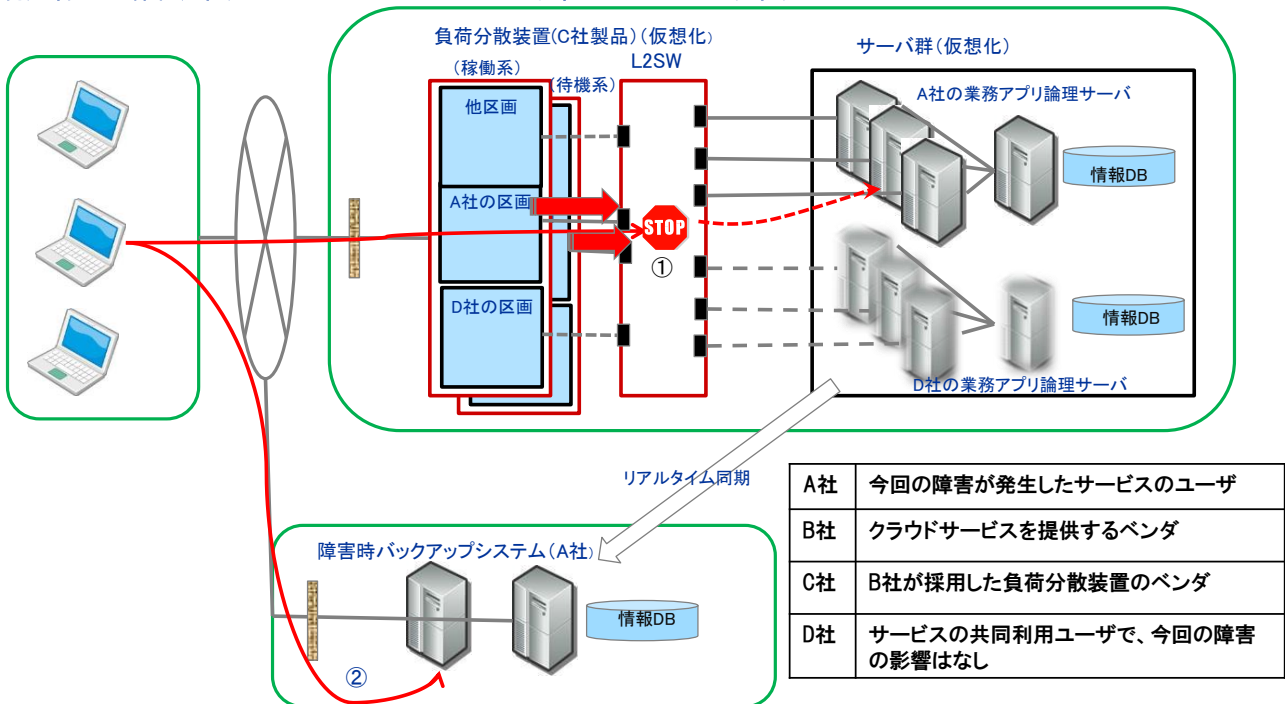 負荷分散装置(C社製品)(仮想化)
L2SW
サーバ群(仮想化)
(稼働系)
(待機系)
他区画
A社の区画
D社の区画
STOP
①
A社の業務アプリ論理サーバ
情報DB
情報DB
D社の業務アプリ論理サーバ
リアルタイム同期
障害時バックアップシステム(A社)
情報DB
②
A社 今回の障害が発生したサービスのユーザ
B社 クラウドサービスを提供するベンダ
C社 B社が採用した負荷分散装置のベンダ
D社 サービスの共同利用ユーザで、今回の障害
の影響はなし